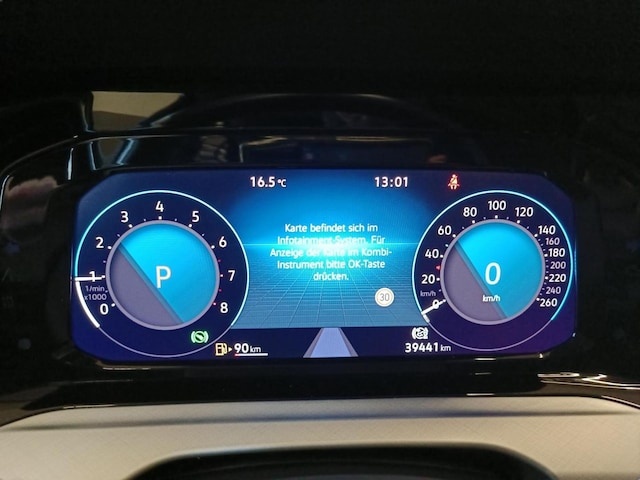 16.5 °C 13:01
Karte befindet sich im
Infotainment-System. Für
Anzeige der Karte im Kombi-
Instrument bitte OK-Taste
drücken.
30
0
1
2
3
4
5
6
7
8
1/min
x1000
P
0
20
40
60
80
100
120
140
160
180
200
220
240
260
km/h
0
km/h
90 km
39441 km